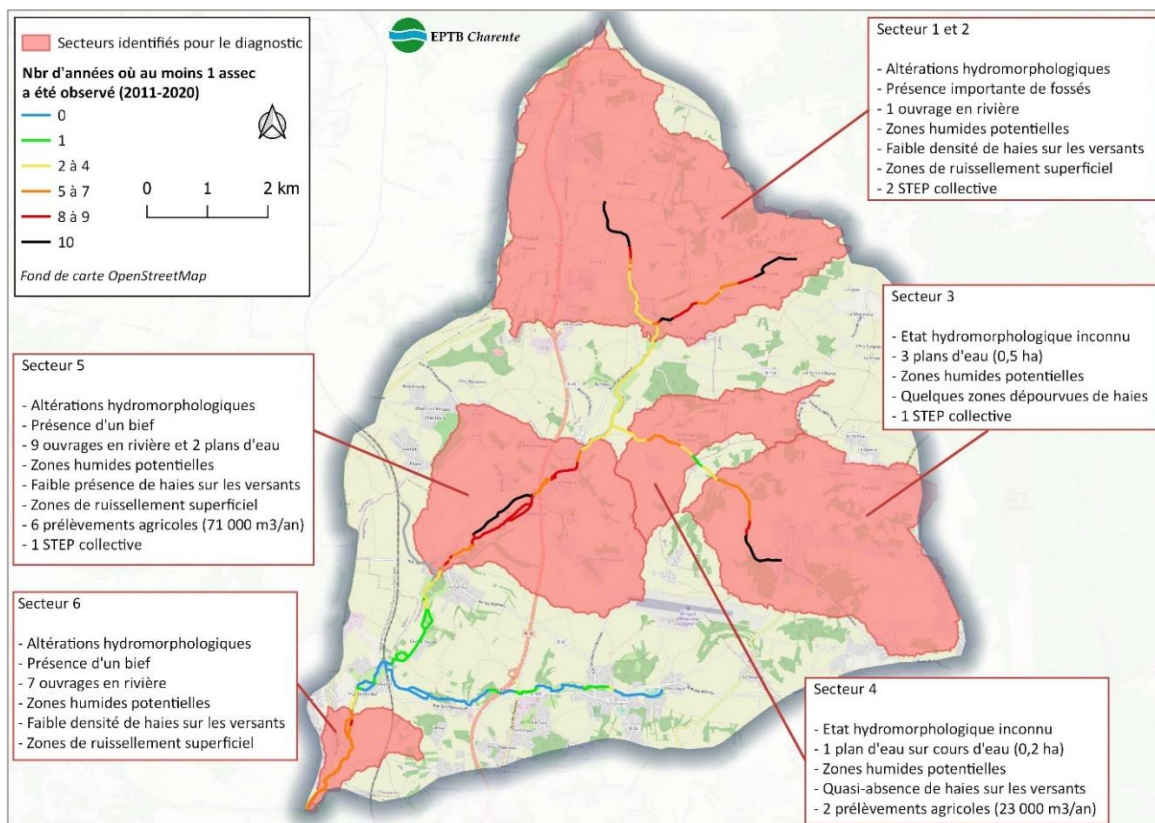 Secteurs identifiés pour le diagnostic
Nbr d'années où au moins 1 assec
a été observé (2011-2020)
0
1
2 à 4
5 à 7
8 à 9
10
0 1 2 km
Fond de carte OpenStreetMap
EPTB Charente
Secteur 1 et 2
- Altérations hydromorphologiques
- Présence importante de fossés
- 1 ouvrage en rivière
- Zones humides potentielles
- Faible densité de haies sur les versants
- Zones de ruissellement superficiel
- 2 STEP collective
Secteur 3
- Etat hydromorphologique inconnu
- 3 plans d'eau (0,5 ha)
- Zones humides potentielles
- Quelques zones dépourvues de haies
- 1 STEP collective
Secteur 5
- Altérations hydromorphologiques
- Présence d'un bief
- 9 ouvrages en rivière et 2 plans d'eau
- Zones humides potentielles
- Faible présence de haies sur les versants
- Zones de ruissellement superficiel
- 6 prélèvements agricoles (71 000 m3/an)
- 1 STEP collective
Secteur 6
- Altérations hydromorphologiques
- Présence d'un bief
- 7 ouvrages en rivière
- Zones humides potentielles
- Faible densité de haies sur les versants
- Zones de ruissellement superficiel
Secteur 4
- Etat hydromorphologique inconnu
- 1 plan d'eau sur cours d'eau (0,2 ha)
- Zones humides potentielles
- Quasi-absence de haies sur les versants
- 2 prélèvements agricoles (23 000 m3/an)